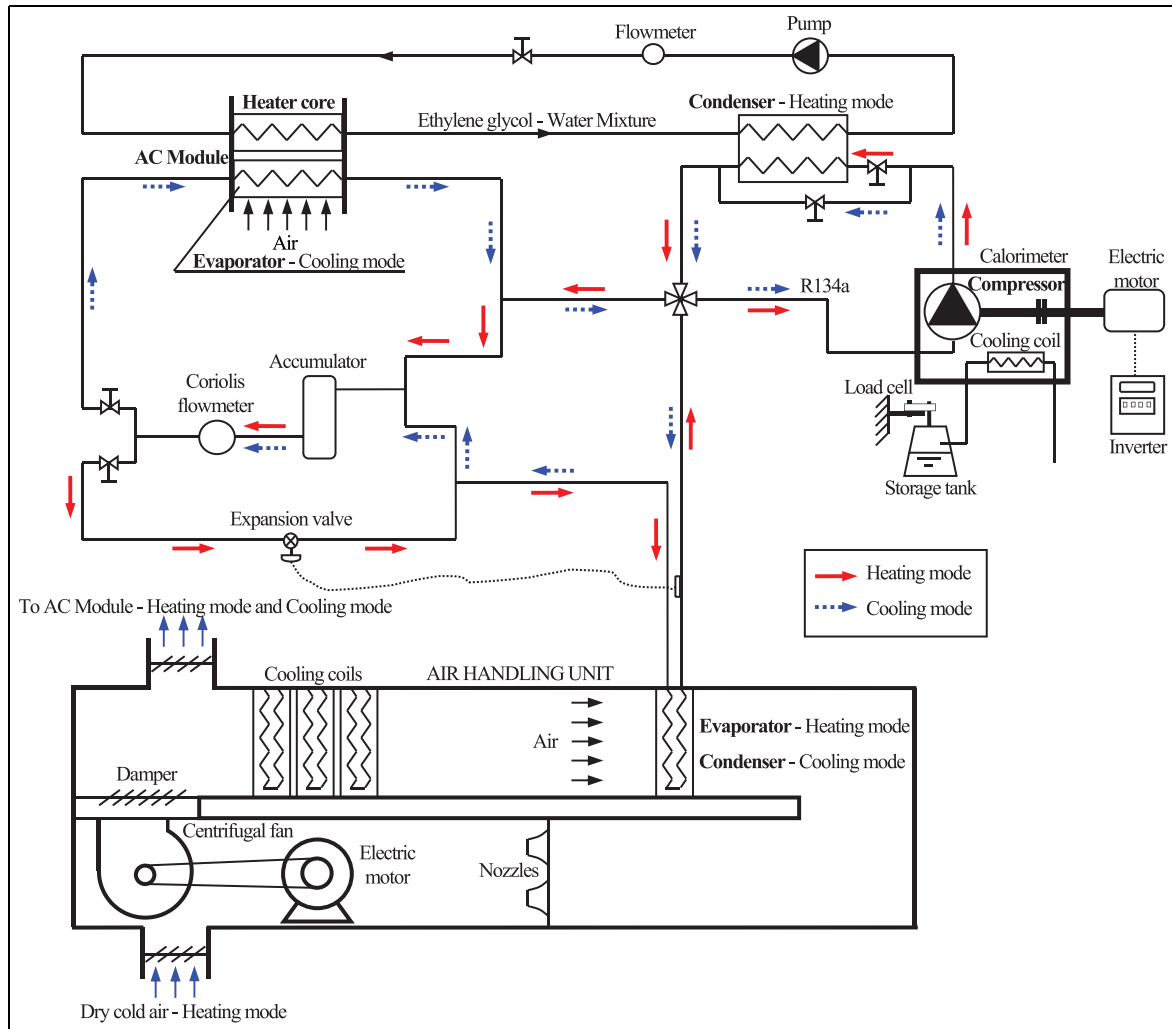 Flowmeter
Pump
Heater core
Condenser - Heating mode
Ethylene glycol - Water Mixture
AC Module
Air
Evaporator - Cooling mode
Calorimeter
Electric
motor
R134a
Compressor
Cooling coil
Accumulator
Coriolis
flowmeter
Load cell
Inverter
Storage tank
Expansion valve
Heating mode
Cooling mode
To AC Module - Heating mode and Cooling mode
Cooling coils
AIR HANDLING UNIT
Evaporator - Heating mode
Air
Condenser - Cooling mode
Damper
Centrifugal fan
Electric
motor
Nozzles
Dry cold air - Heating mode